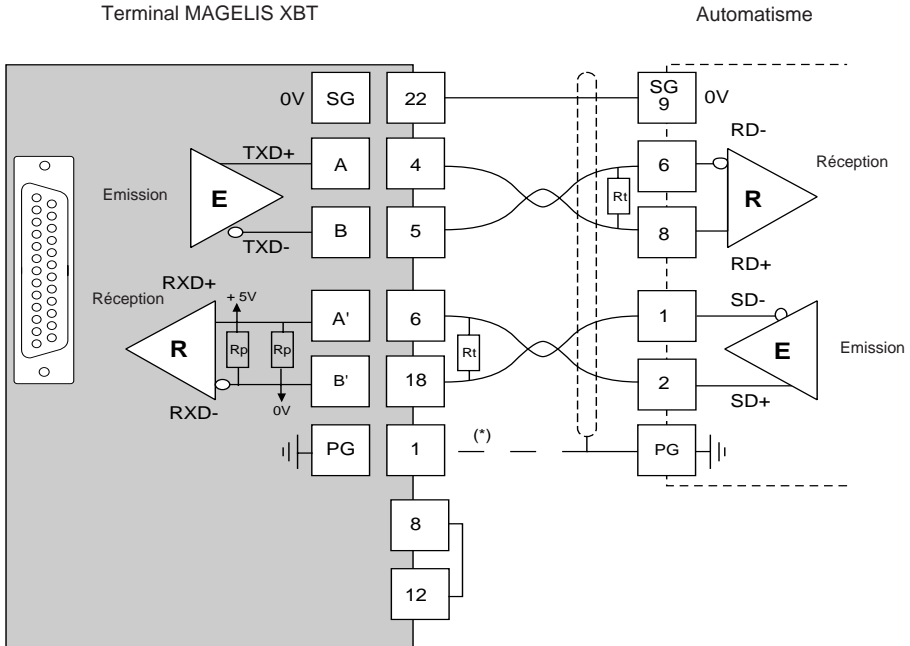 Terminal MAGELIS XBT
Automatisme
0V SG 22 SG 9 0V
TXD+ A 4 6 RD-
Emission E Rt R Réception
TXD- B 5 8 RD+
RXD+
Réception + 5V A' 6 1 SD-
R Rp Rp Rt E Emission
B' 18 2 SD+
RXD- 0V
PG 1 (*) PG
8
12